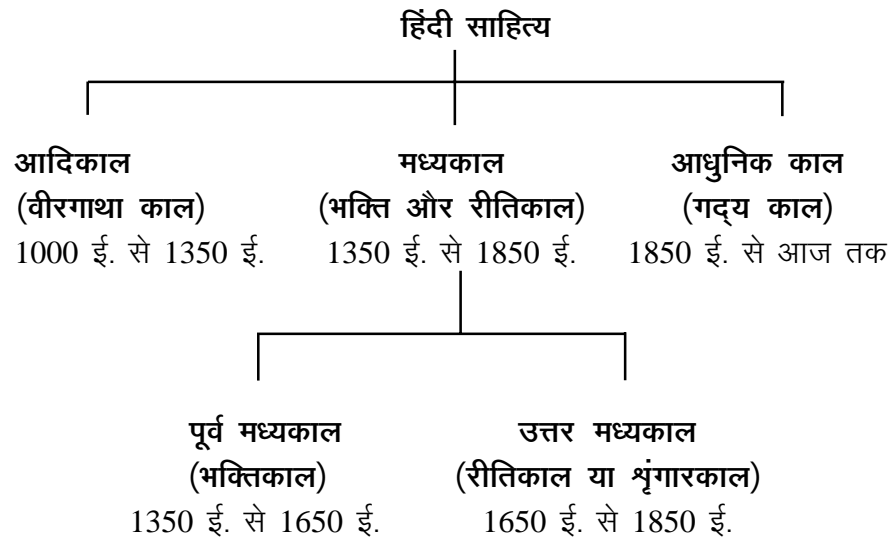 हिंदी साहित्य
आदिकाल मध्यकाल आधुनिक काल
(वीरगाथा काल) (भक्ति और रीतिकाल) (गद्‌य काल)
1000 ई. से 1350 ई. 1350 ई. से 1850 ई. 1850 ई. से आज तक
पूर्व मध्यकाल उत्तर मध्यकाल
(भक्तिकाल) (रीतिकाल या शृंगारकाल)
1350 ई. से 1650 ई. 1650 ई. से 1850 ई.